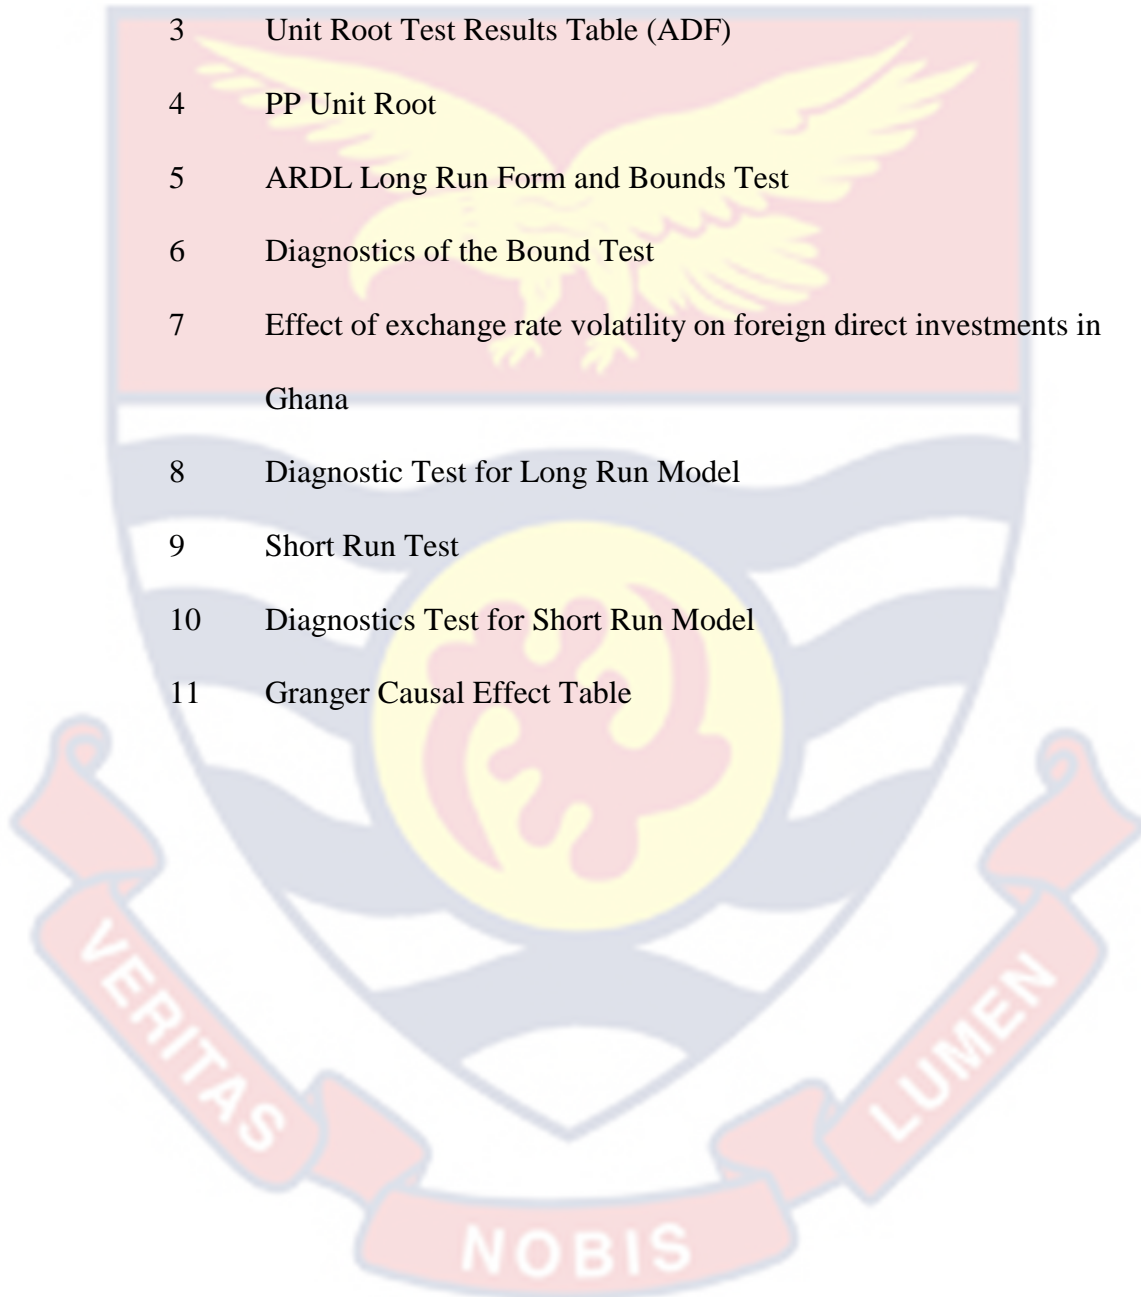 3 Unit Root Test Results Table (ADF)
4 PP Unit Root
5 ARDL Long Run Form and Bounds Test
6 Diagnostics of the Bound Test
7 Effect of exchange rate volatility on foreign direct investments in
Ghana
8 Diagnostic Test for Long Run Model
9 Short Run Test
10 Diagnostics Test for Short Run Model
11 Granger Causal Effect Table
VERITAS
NOBIS
LUMEN